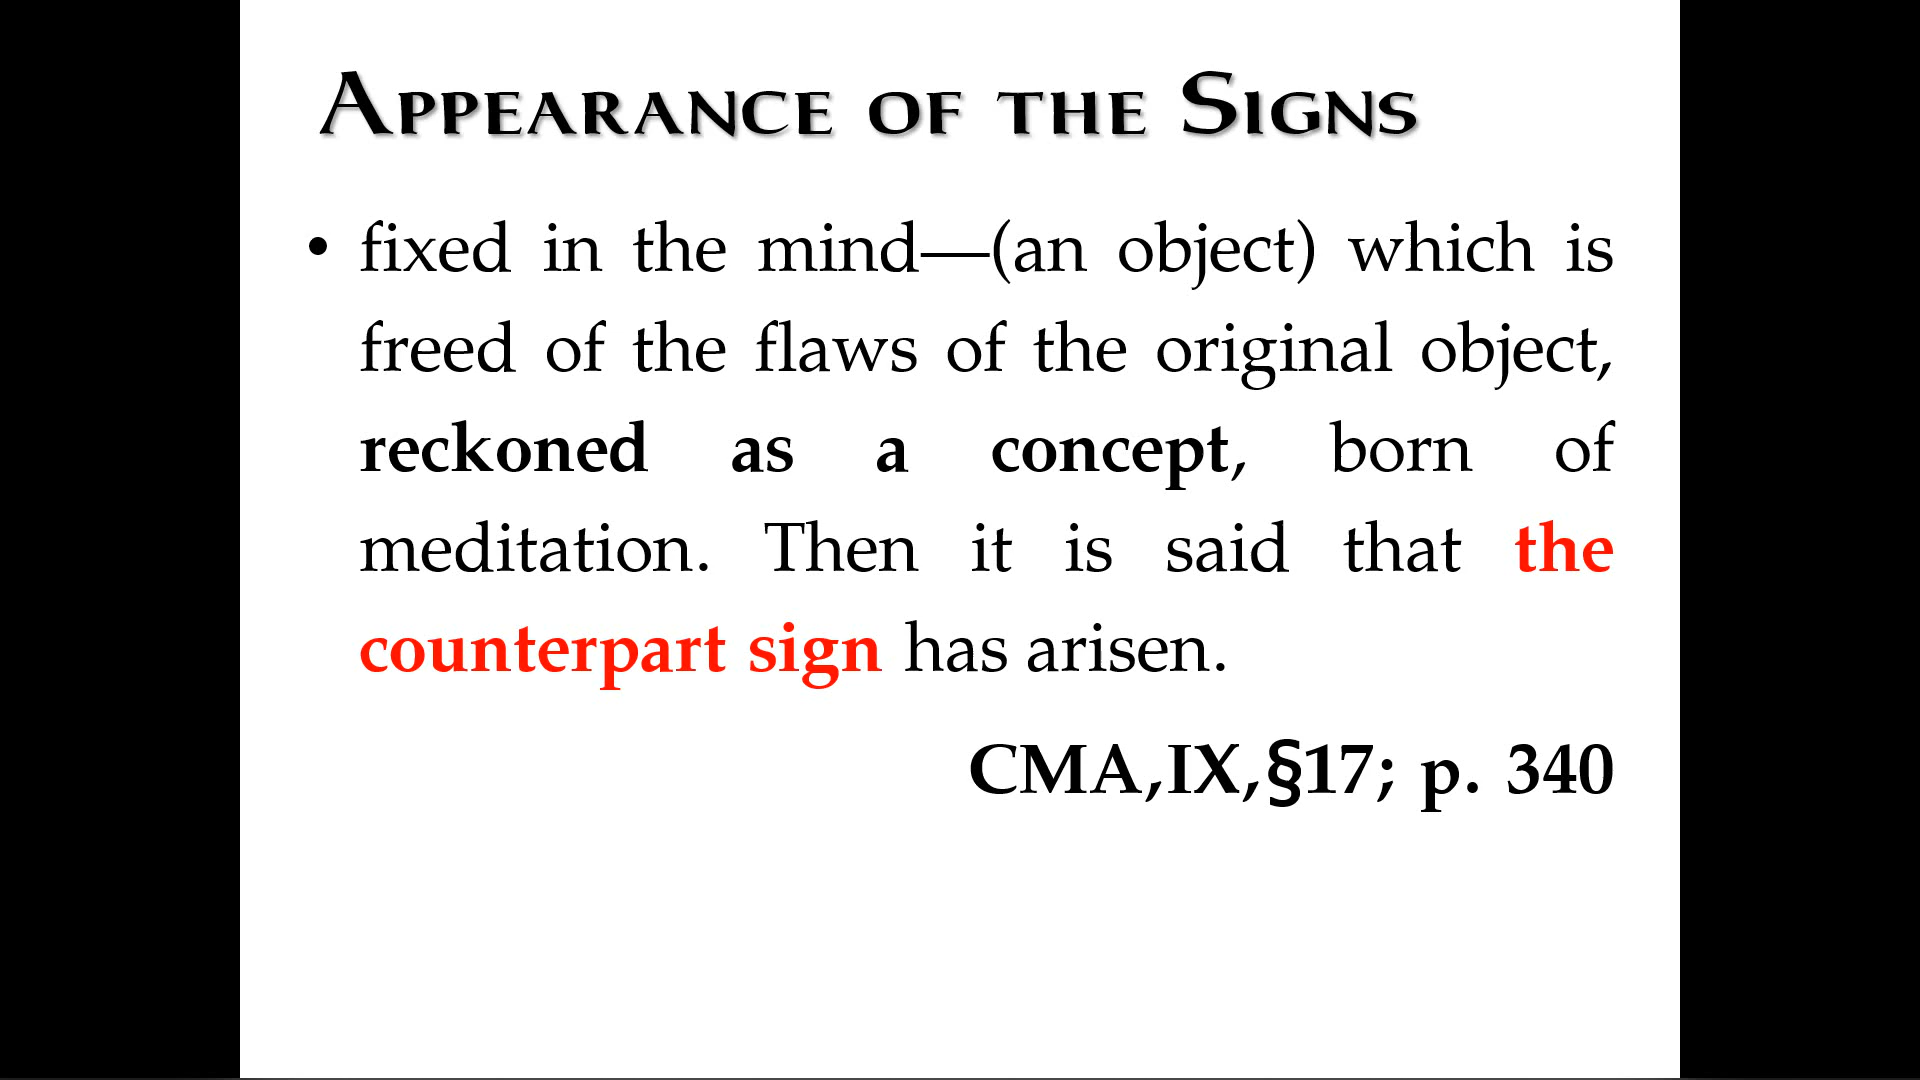 Appearance of the Signs
• fixed in the mind—(an object) which is
freed of the flaws of the original object,
reckoned as a concept, born of
meditation. Then it is said that the
counterpart sign has arisen.
CMA,IX,§17; p. 340